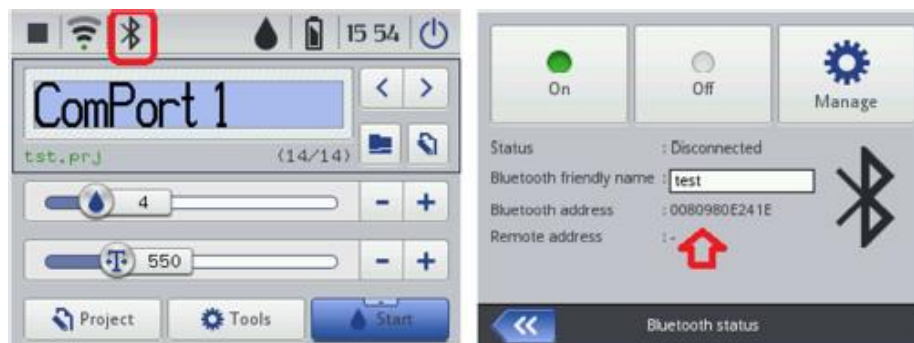 15 54
ComPort 1
tst.prj (14/14)
4
550
Project Tools Start
On Off Manage
Status : Disconnected
Bluetooth friendly name : test
Bluetooth address : 0080980E241E
Remote address : -
Bluetooth status